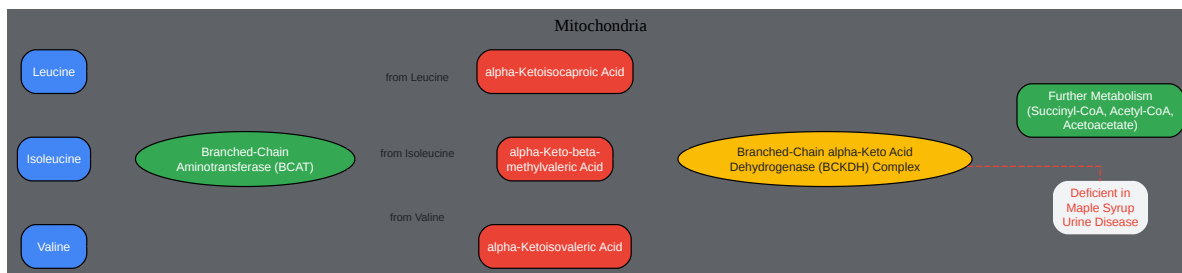 Mitochondria
Leucine
from Leucine
alpha-Ketoisocaproic Acid
Further Metabolism
(Succinyl-CoA, Acetyl-CoA,
Acetoacetate)
Isoleucine
Branched-Chain
Aminotransferase (BCAT)
from Isoleucine
alpha-Keto-beta-
methylvaleric Acid
Branched-Chain alpha-Keto Acid
Dehydrogenase (BCKDH) Complex
Deficient in
Maple Syrup
Urine Disease
Valine
from Valine
alpha-Ketoisovaleric Acid